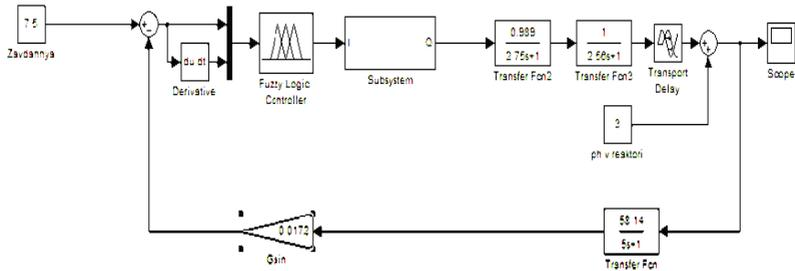 7.5
Zavdannya
+
−
du/dt
Derivative
Fuzzy Logic
Controller
I
Q
Subsystem
0.989
2.75s+1
Transfer Fcn2
1
2.56s+1
Transfer Fcn3
Transport
Delay
+
+
Scope
3
ph v reaktori
0.0172
Gain
58.14
5s+1
Transfer Fcn